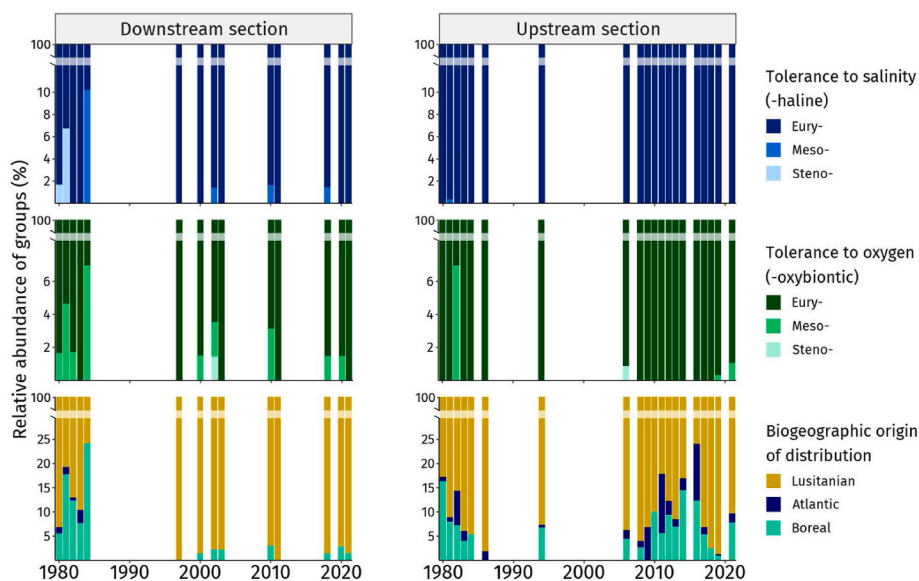 Downstream section
Upstream section
Relative abundance of groups (%)
100
10
8
6
4
2
100
10
8
6
4
2
Tolerance to salinity
(-haline)
Eury-
Meso-
Steno-
100
6
4
2
100
6
4
2
Tolerance to oxygen
(-oxybiontic)
Eury-
Meso-
Steno-
100
25
20
15
10
5
100
25
20
15
10
5
Biogeographic origin
of distribution
Lusitanian
Atlantic
Boreal
1980 1990 2000 2010 2020
1980 1990 2000 2010 2020